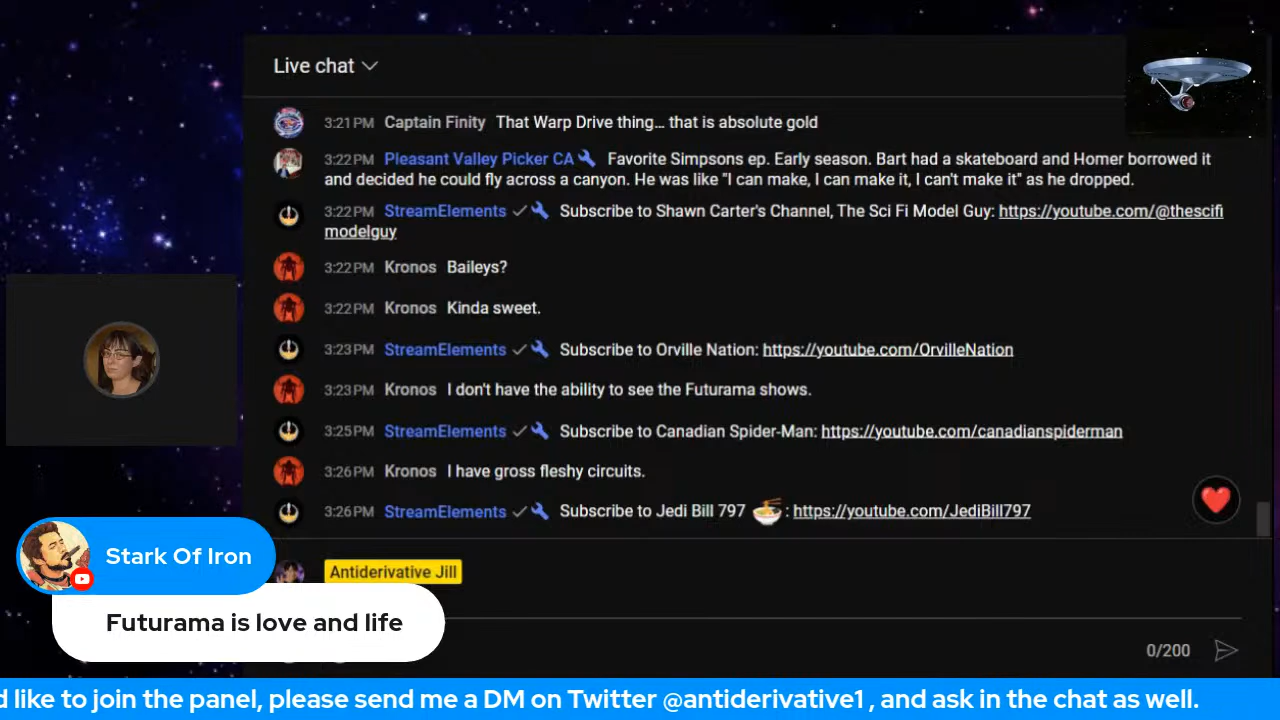 Live chat
3:21 PM Captain Finity That Warp Drive thing... that is absolute gold
3:22 PM Pleasant Valley Picker CA Favorite Simpsons ep. Early season. Bart had a skateboard and Homer borrowed it
and decided he could fly across a canyon. He was like "I can make, I can make it, I can't make it" as he dropped.
3:22 PM StreamElements Subscribe to Shawn Carter's Channel, The Sci Fi Model Guy: https://youtube.com/@thescifi
modelguy
3:22 PM Kronos Baileys?
3:22 PM Kronos Kinda sweet.
3:23 PM StreamElements Subscribe to Orville Nation: https://youtube.com/OrvilleNation
3:23 PM Kronos I don't have the ability to see the Futurama shows.
3:25 PM StreamElements Subscribe to Canadian Spider-Man: https://youtube.com/canadianspiderman
3:26 PM Kronos I have gross fleshy circuits.
3:26 PM StreamElements Subscribe to Jedi Bill 797 🍜 : https://youtube.com/JediBill797
Antiderivative Jill
Stark Of Iron
Futurama is love and life
0/200
d like to join the panel, please send me a DM on Twitter @antiderivative1 , and ask in the chat as well.